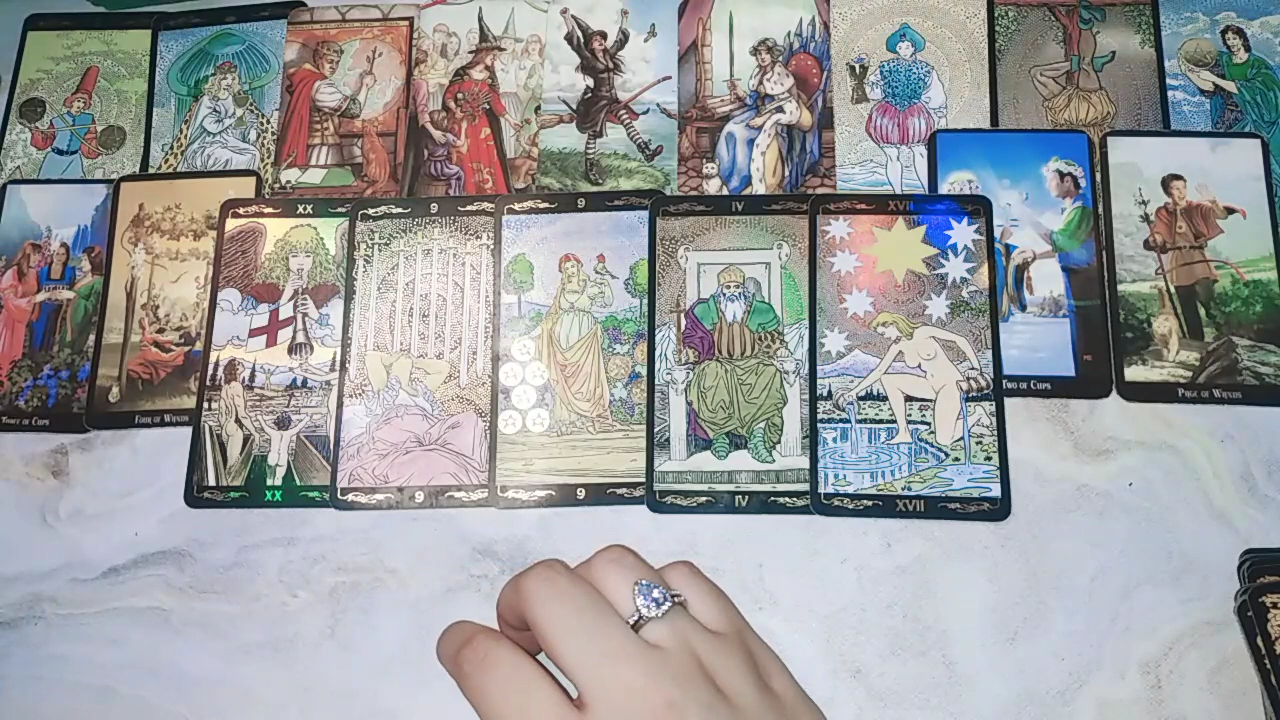 XX
9
9
IV
XVII
Three of Cups
Four of Wands
Two of Cups
Page of Wands
XX
9
9
IV
XVII